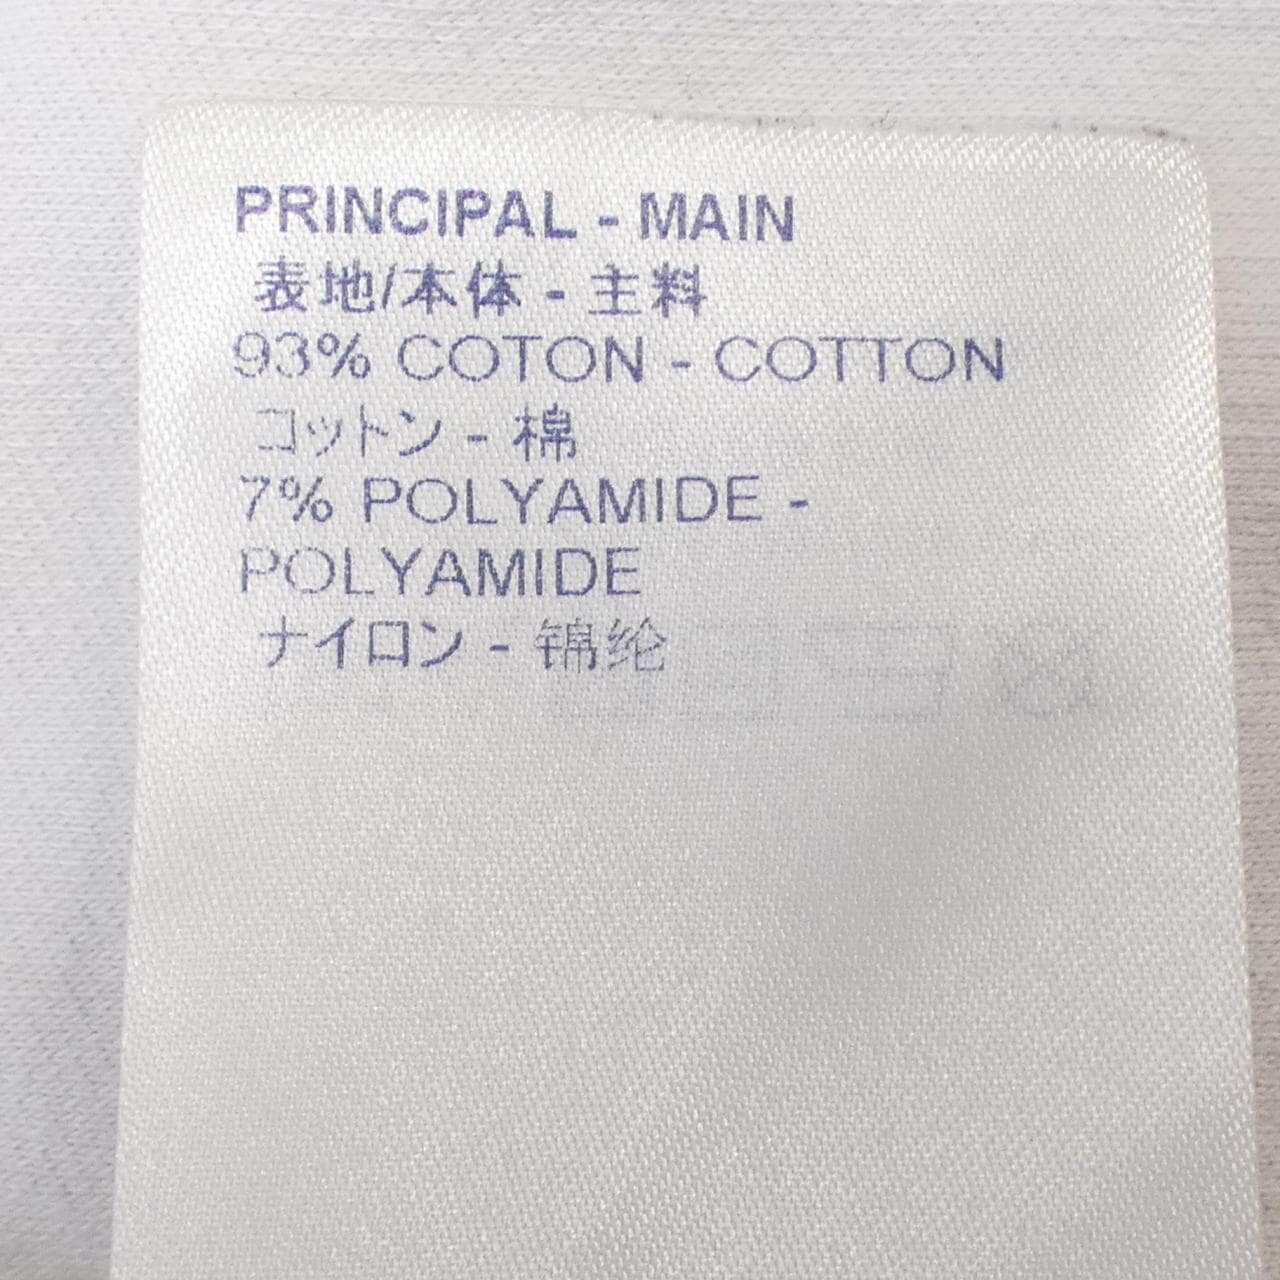 PRINCIPAL - MAIN
表地/本体 - 主料
93% COTON - COTTON
コットン - 棉
7% POLYAMIDE -
POLYAMIDE
ナイロン - 锦纶